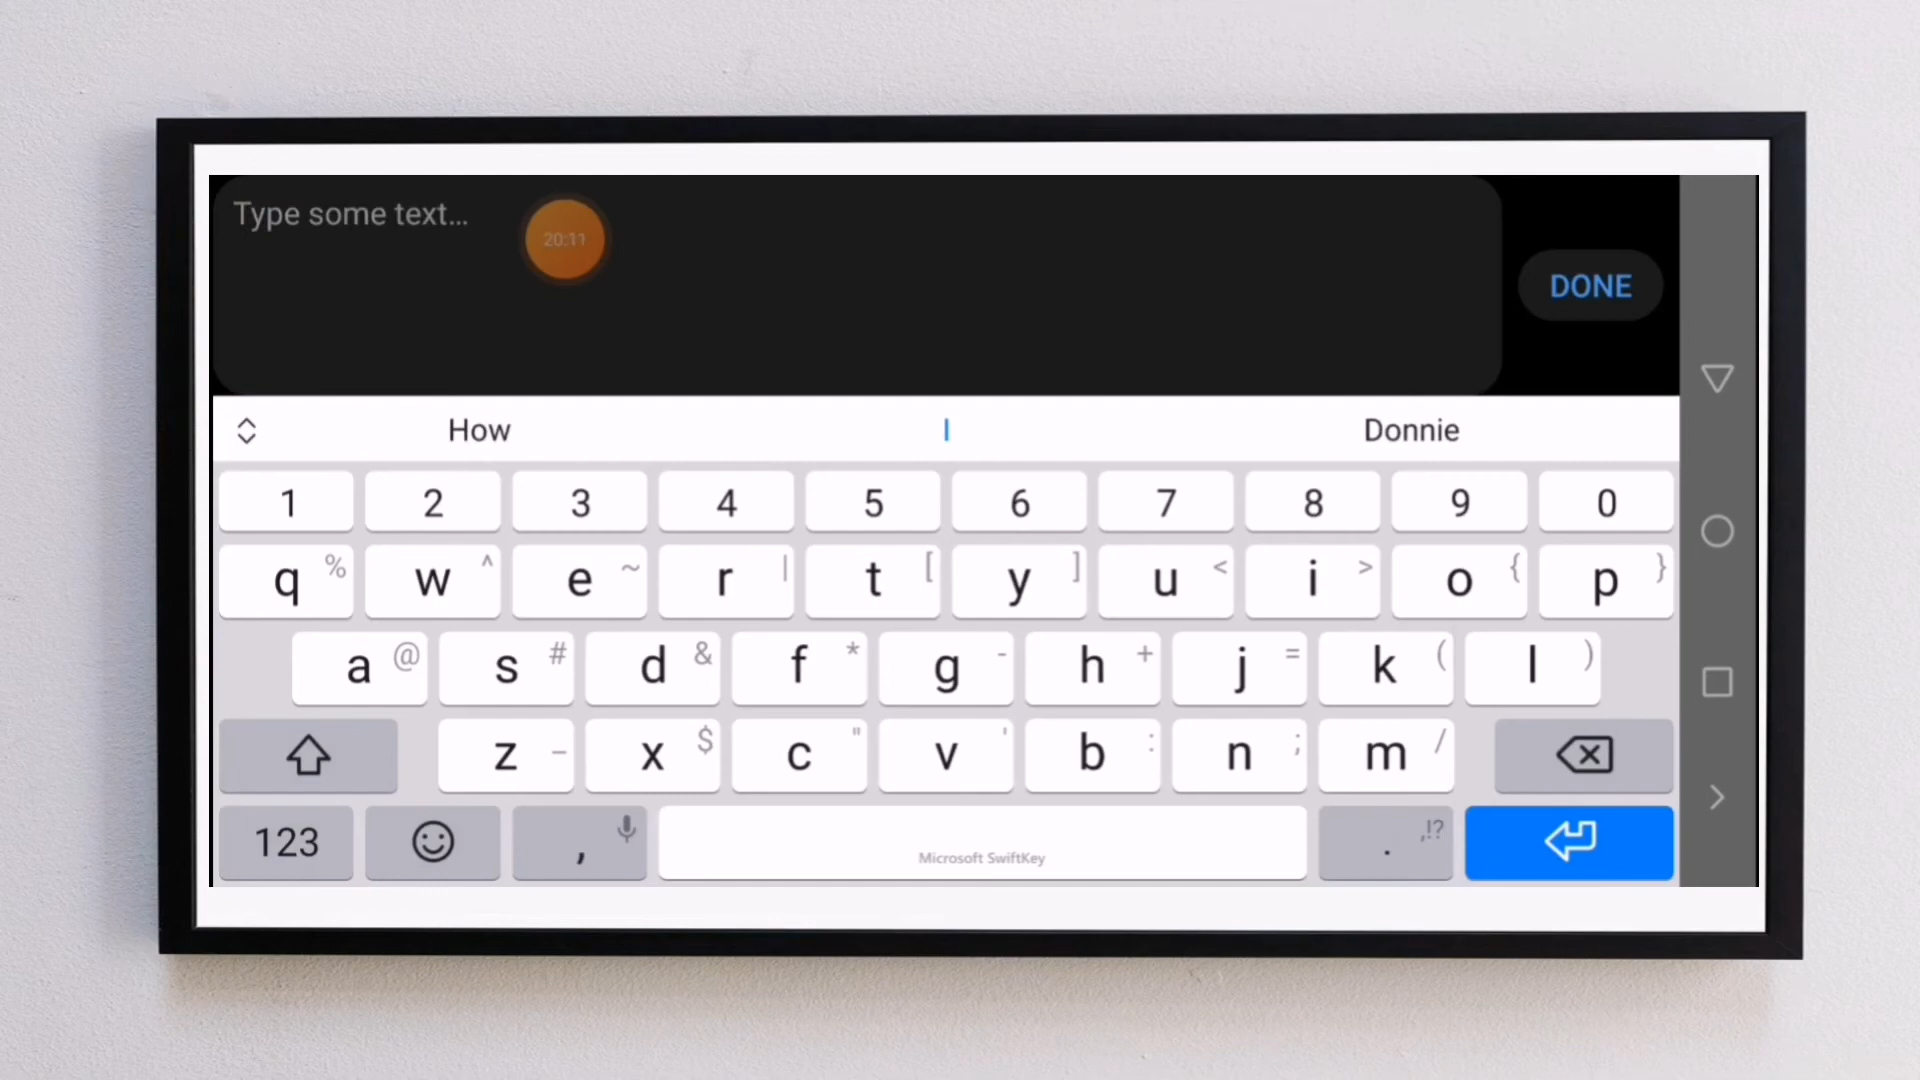 Type some text...
20:11
DONE
How I Donnie
1 2 3 4 5 6 7 8 9 0
q % w ^ e ~ r | t [ y ] u < i > o { p }
a @ s # d & f * g - h + j = k ( l )
z _ x $ c " v ' b : n ; m /
123 , Microsoft SwiftKey . ,!?